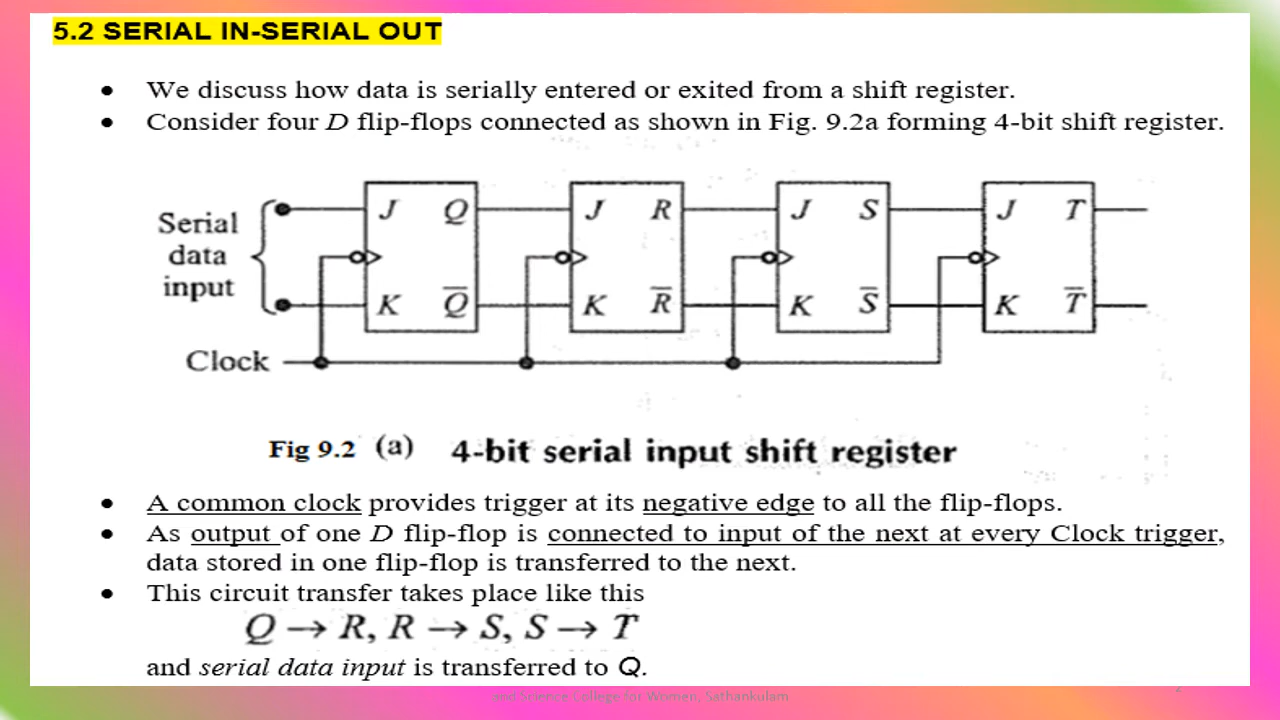 5.2 SERIAL IN-SERIAL OUT
• We discuss how data is serially entered or exited from a shift register.
• Consider four D flip-flops connected as shown in Fig. 9.2a forming 4-bit shift register.
Serial
data
input
J Q
K Q̅
J R
K R̅
J S
K S̅
J T
K T̅
Clock
Fig 9.2 (a) 4-bit serial input shift register
• A common clock provides trigger at its negative edge to all the flip-flops.
• As output of one D flip-flop is connected to input of the next at every Clock trigger,
data stored in one flip-flop is transferred to the next.
• This circuit transfer takes place like this
Q → R, R → S, S → T
and serial data input is transferred to Q.
and Science College for Women, Sathankulam
2